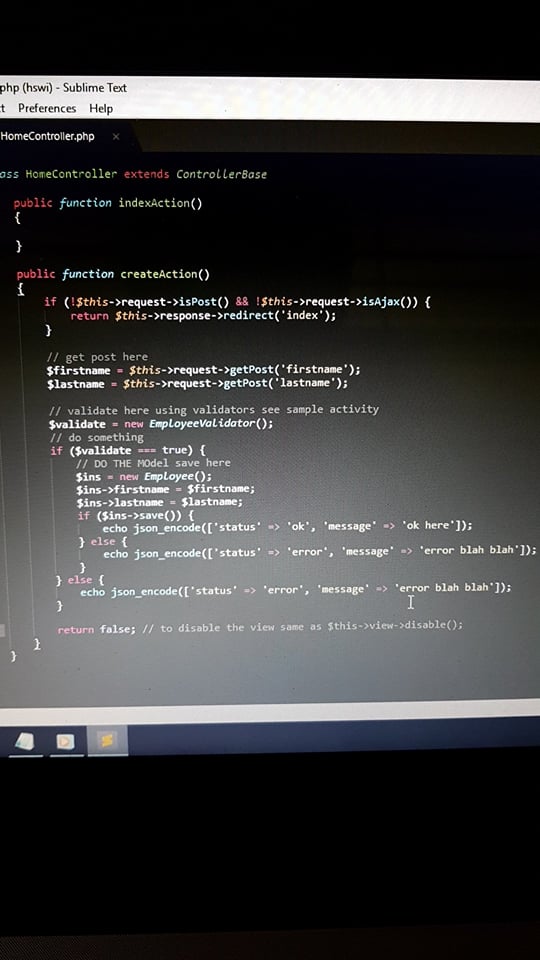 php (hswi) - Sublime Text
t Preferences Help
HomeController.php ×
ass HomeController extends ControllerBase
public function indexAction()
{
}
public function createAction()
{
if (!$this->request->isPost() && !$this->request->isAjax()) {
return $this->response->redirect('index');
}
// get post here
$firstname = $this->request->getPost('firstname');
$lastname = $this->request->getPost('lastname');
// validate here using validators see sample activity
$validate = new EmployeeValidator();
// do something
if ($validate === true) {
// DO THE MOdel save here
$ins = new Employee();
$ins->firstname = $firstname;
$ins->lastname = $lastname;
if ($ins->save()) {
echo json_encode(['status' => 'ok', 'message' => 'ok here']);
} else {
echo json_encode(['status' => 'error', 'message' => 'error blah blah']);
}
} else {
echo json_encode(['status' => 'error', 'message' => 'error blah blah']);
}
return false; // to disable the view same as $this->view->disable();
}
}